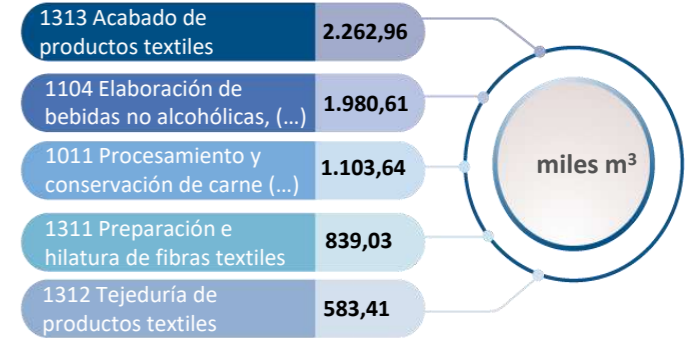 1313 Acabado de
productos textiles
2.262,96
1104 Elaboración de
bebidas no alcohólicas, (...)
1.980,61
1011 Procesamiento y
conservación de carne (...)
1.103,64
1311 Preparación e
hilatura de fibras textiles
839,03
1312 Tejeduría de
productos textiles
583,41
miles m³